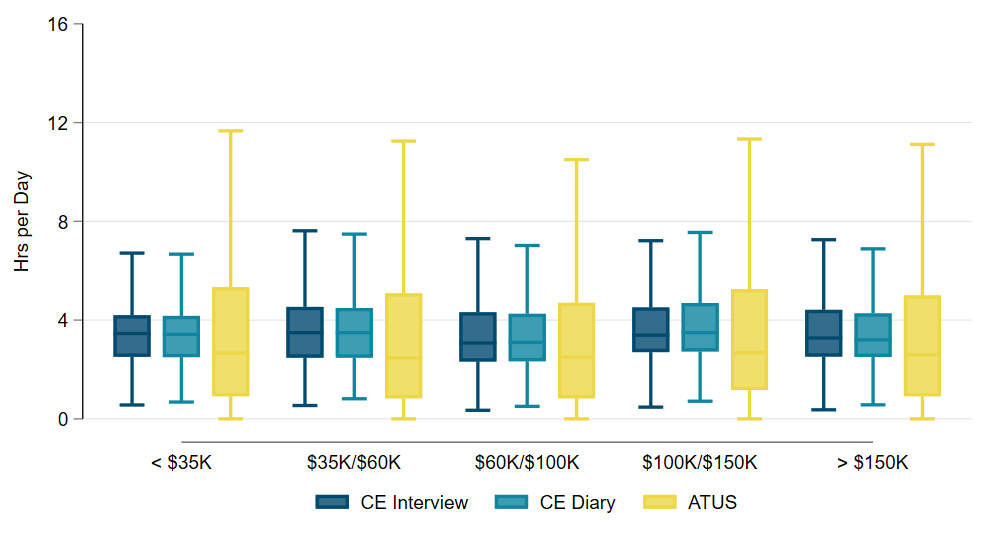 16
12
8
4
0
Hrs per Day
< $35K
$35K/$60K
$60K/$100K
$100K/$150K
> $150K
CE Interview
CE Diary
ATUS